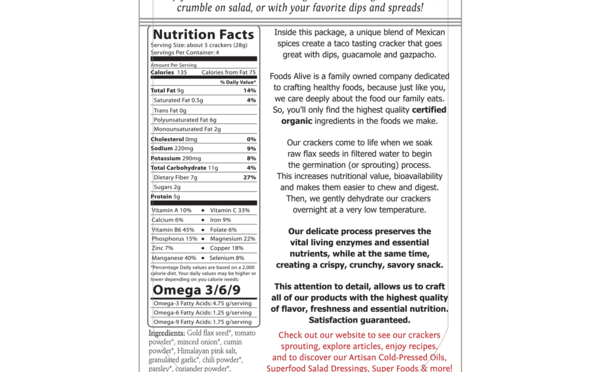 crumble on salad, or with your favorite dips and spreads!
Nutrition Facts
Serving Size: about 5 crackers (28g)
Servings Per Container: 4
Amount Per Serving
Calories 135 Calories from Fat 75
% Daily Value*
Total Fat 9g 14%
Saturated Fat 0.5g 4%
Trans Fat 0g
Polyunsaturated Fat 6g
Monounsaturated Fat 2g
Cholesterol 0mg 0%
Sodium 220mg 9%
Potassium 290mg 8%
Total Carbohydrate 11g 4%
Dietary Fiber 7g 27%
Sugars 2g
Protein 5g
Vitamin A 10% ◆ Vitamin C 33%
Calcium 6% ◆ Iron 9%
Vitamin B6 45% ◆ Folate 6%
Phosphorus 15% ◆ Magnesium 22%
Zinc 7% ◆ Copper 18%
Manganese 40% ◆ Selenium 8%
*Percentage Daily values are based on a 2,000
calorie diet. Your daily values may be higher or
lower depending on you calorie needs:
Omega 3/6/9
Omega-3 Fatty Acids: 4.75 g/serving
Omega-6 Fatty Acids: 1.25 g/serving
Omega-9 Fatty Acids: 1.75 g/serving
Ingredients: Gold flax seed*, tomato
powder*, minced onion*, cumin
powder*, Himalayan pink salt,
granulated garlic*, chili powder*,
parsley*, coriander powder*,
Inside this package, a unique blend of Mexican
spices create a taco tasting cracker that goes
great with dips, guacamole and gazpacho.
Foods Alive is a family owned company dedicated
to crafting healthy foods, because just like you,
we care deeply about the food our family eats.
So, you'll only find the highest quality certified
organic ingredients in the foods we make.
Our crackers come to life when we soak
raw flax seeds in filtered water to begin
the germination (or sprouting) process.
This increases nutritional value, bioavailability
and makes them easier to chew and digest.
Then, we gently dehydrate our crackers
overnight at a very low temperature.
Our delicate process preserves the
vital living enzymes and essential
nutrients, while at the same time,
creating a crispy, crunchy, savory snack.
This attention to detail, allows us to craft
all of our products with the highest quality
of flavor, freshness and essential nutrition.
Satisfaction guaranteed.
Check out our website to see our crackers
sprouting, explore articles, enjoy recipes,
and to discover our Artisan Cold-Pressed Oils,
Superfood Salad Dressings, Super Foods & more!